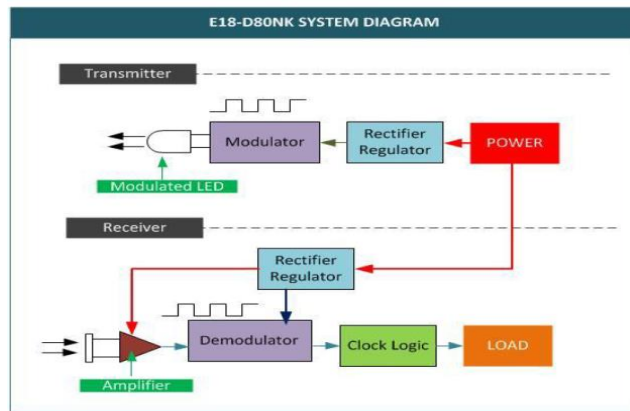 E18-D80NK SYSTEM DIAGRAM
Transmitter
Modulator
Rectifier
Regulator
POWER
Modulated LED
Receiver
Rectifier
Regulator
Demodulator
Clock Logic
LOAD
Amplifier